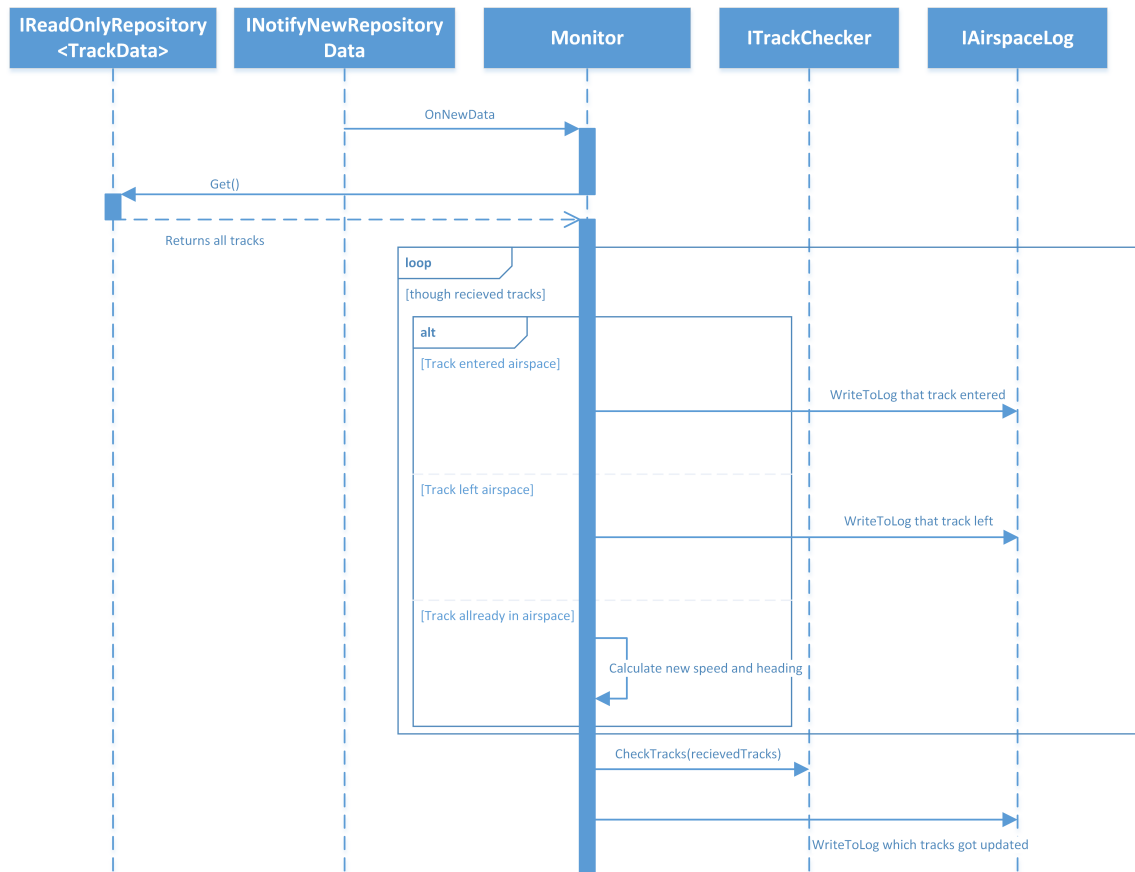 IReadOnlyRepository
<TrackData>
INotifyNewRepository
Data
Monitor
ITrackChecker
IAirspaceLog
OnNewData
Get()
Returns all tracks
loop
[though recieved tracks]
alt
[Track entered airspace]
WriteToLog that track entered
[Track left airspace]
WriteToLog that track left
[Track allready in airspace]
Calculate new speed and heading
CheckTracks(recievedTracks)
WriteToLog which tracks got updated